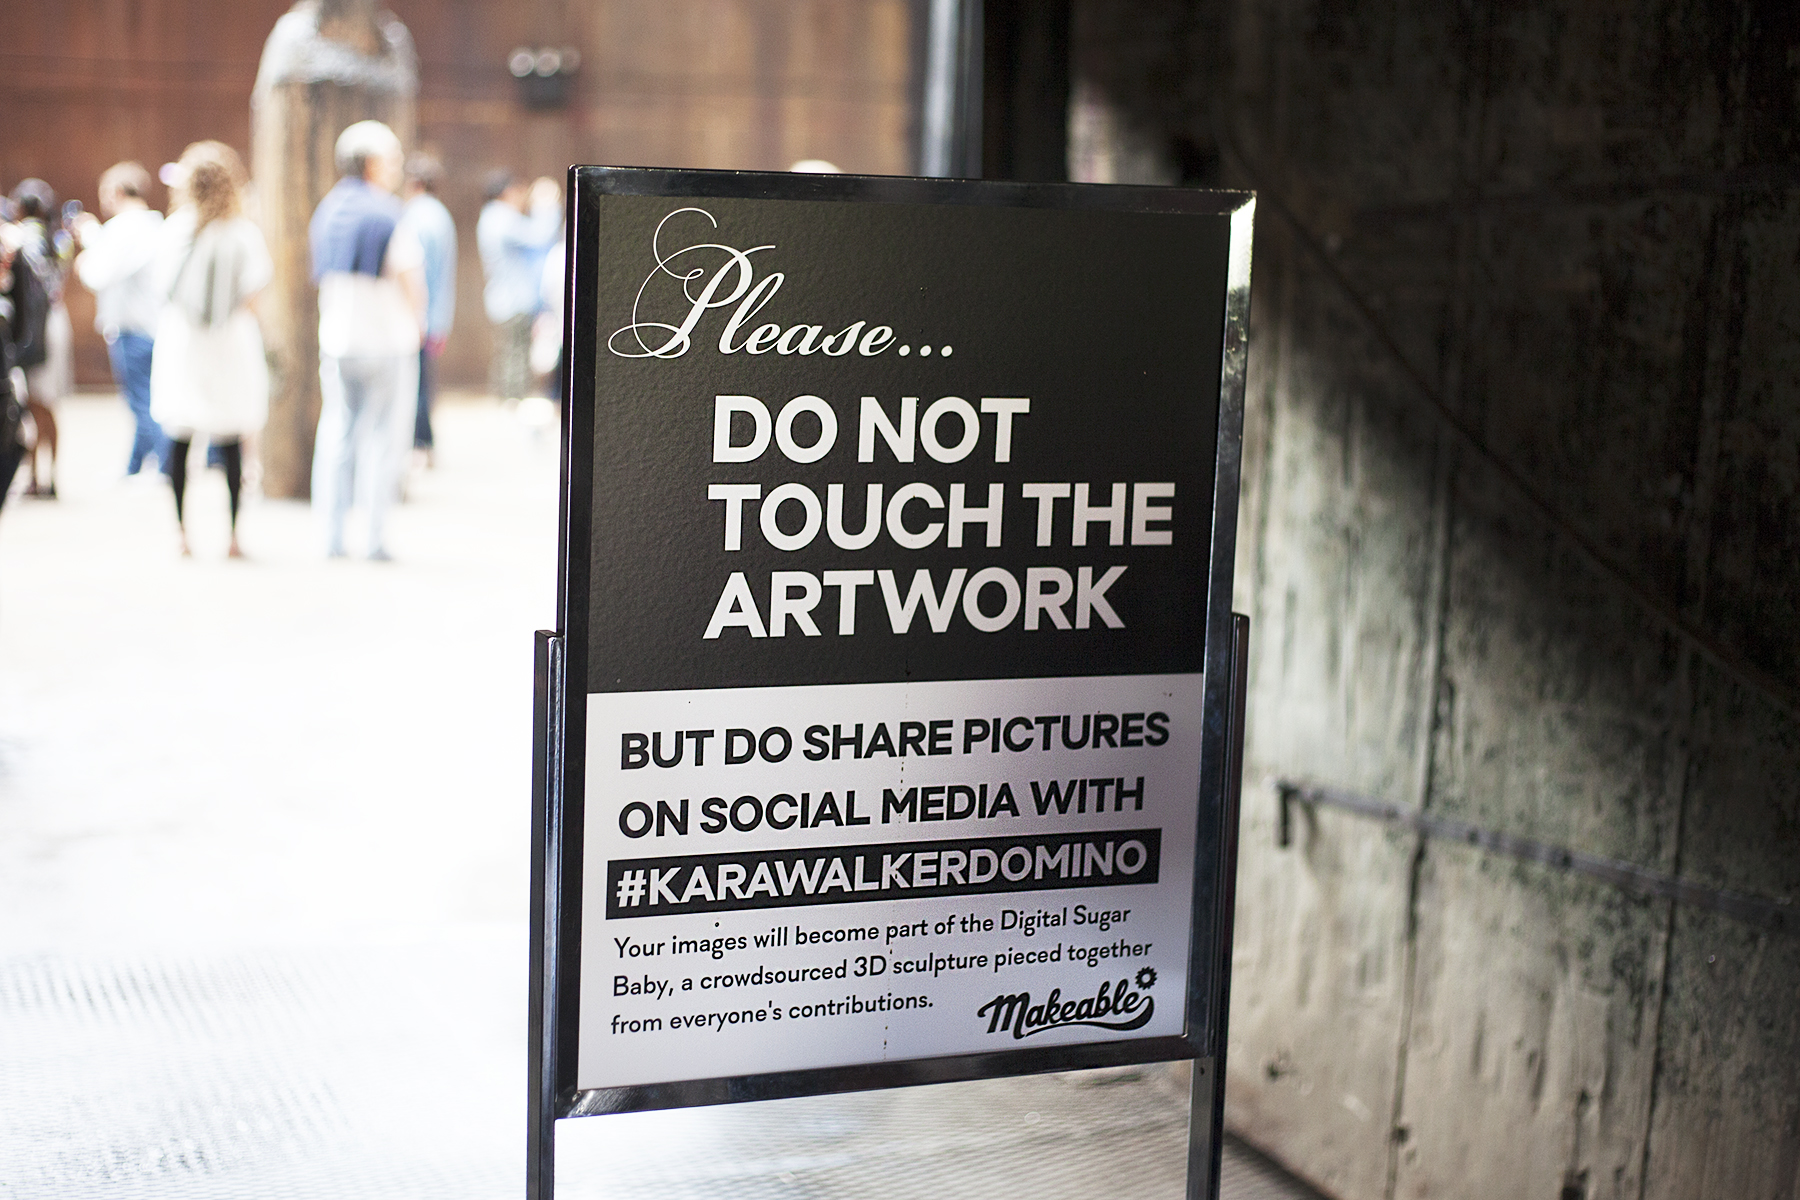 Please...
DO NOT
TOUCH THE
ARTWORK
BUT DO SHARE PICTURES
ON SOCIAL MEDIA WITH
#KARAWALKERDOMINO
Your images will become part of the Digital Sugar
Baby, a crowdsourced 3D sculpture pieced together
from everyone's contributions.
Makeable